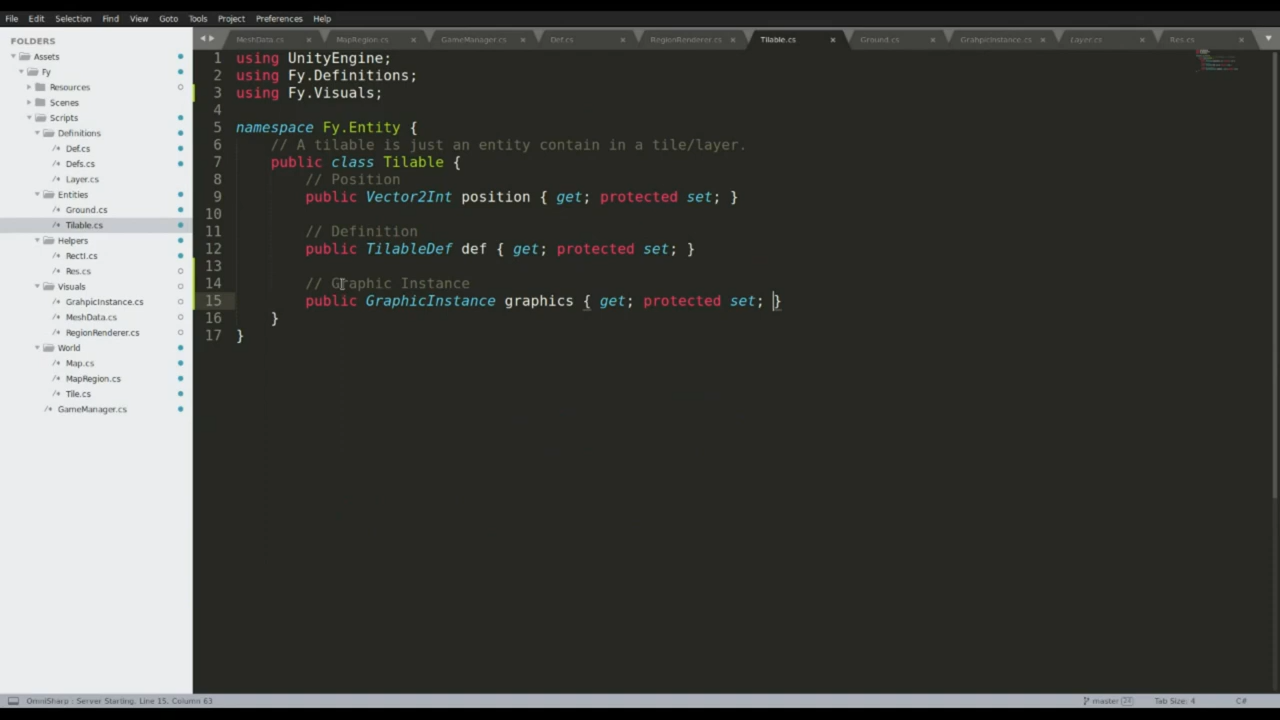 File Edit Selection Find View Goto Tools Project Preferences Help
FOLDERS
Assets
Fy
Resources
Scenes
Scripts
Definitions
/* Def.cs
/* Defs.cs
/* Layer.cs
Entities
/* Ground.cs
/* Tilable.cs
Helpers
/* RectI.cs
/* Res.cs
Visuals
/* GrahpicInstance.cs
/* MeshData.cs
/* RegionRenderer.cs
World
/* Map.cs
/* MapRegion.cs
/* Tile.cs
/* GameManager.cs
MeshData.cs × MapRegion.cs × GameManager.cs × Def.cs × RegionRenderer.cs × Tilable.cs × Ground.cs × GrahpicInstance.cs × Layer.cs × Res.cs ×
1 using UnityEngine;
2 using Fy.Definitions;
3 using Fy.Visuals;
4
5 namespace Fy.Entity {
6 // A tilable is just an entity contain in a tile/layer.
7 public class Tilable {
8 // Position
9 public Vector2Int position { get; protected set; }
10
11 // Definition
12 public TilableDef def { get; protected set; }
13
14 // Graphic Instance
15 public GraphicInstance graphics { get; protected set; }
16 }
17 }
OmniSharp : Server Starting, Line 15, Column 63 master Tab Size: 4 C#